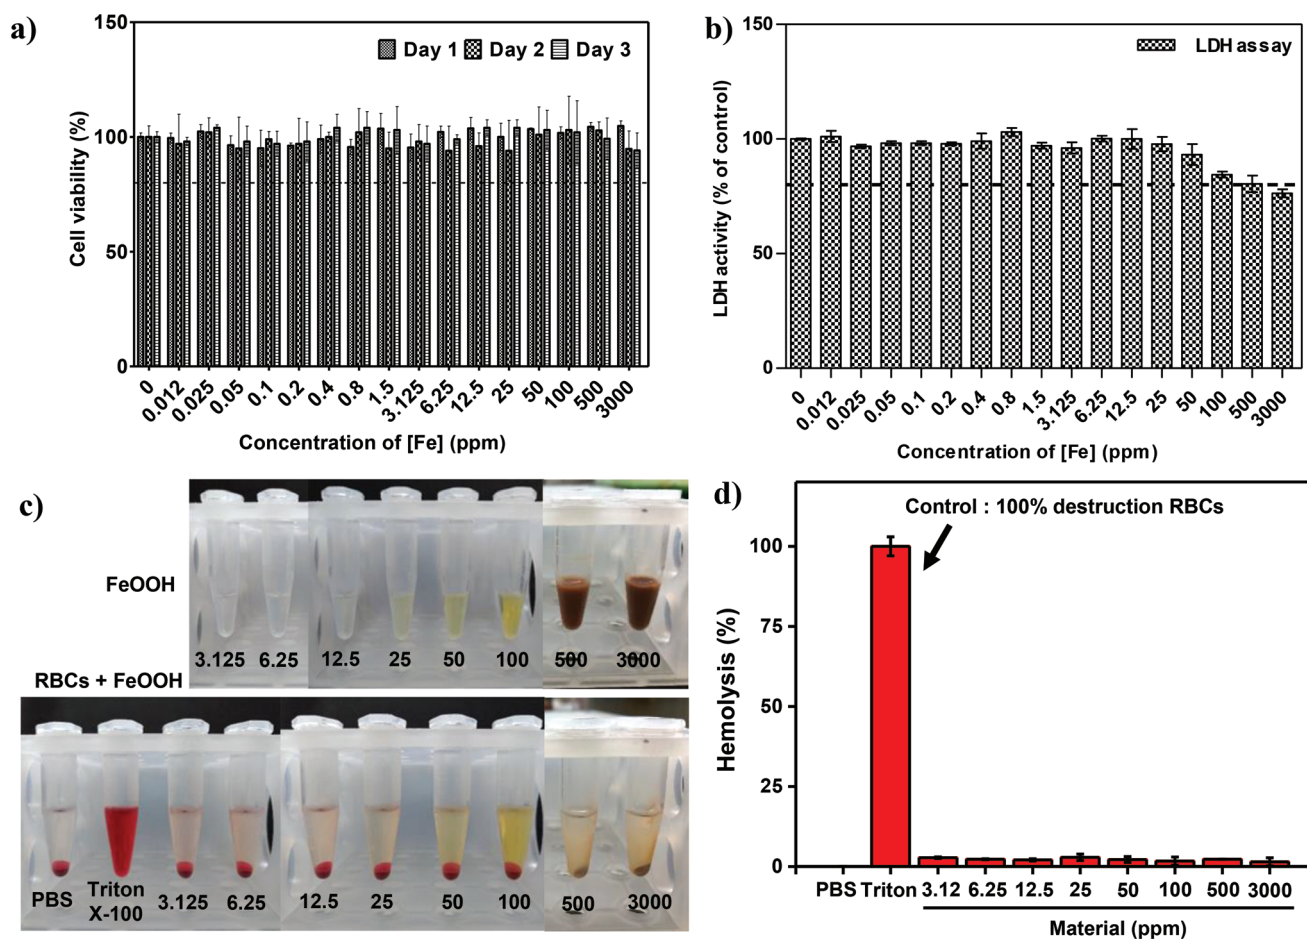 a)
150
100
50
0
Cell viability (%)
Day 1 Day 2 Day 3
0 0.012 0.025 0.05 0.1 0.2 0.4 0.8 1.5 3.125 6.25 12.5 25 50 100 500 3000
Concentration of [Fe] (ppm)
b)
150
100
50
0
LDH activity (% of control)
LDH assay
0 0.012 0.025 0.05 0.1 0.2 0.4 0.8 1.5 3.125 6.25 12.5 25 50 100 500 3000
Concentration of [Fe] (ppm)
c)
FeOOH
3.125 6.25 12.5 25 50 100 500 3000
RBCs + FeOOH
PBS Triton X-100 3.125 6.25 12.5 25 50 100 500 3000
d)
Control : 100% destruction RBCs
100
75
50
25
0
Hemolysis (%)
PBS Triton 3.12 6.25 12.5 25 50 100 500 3000
Material (ppm)